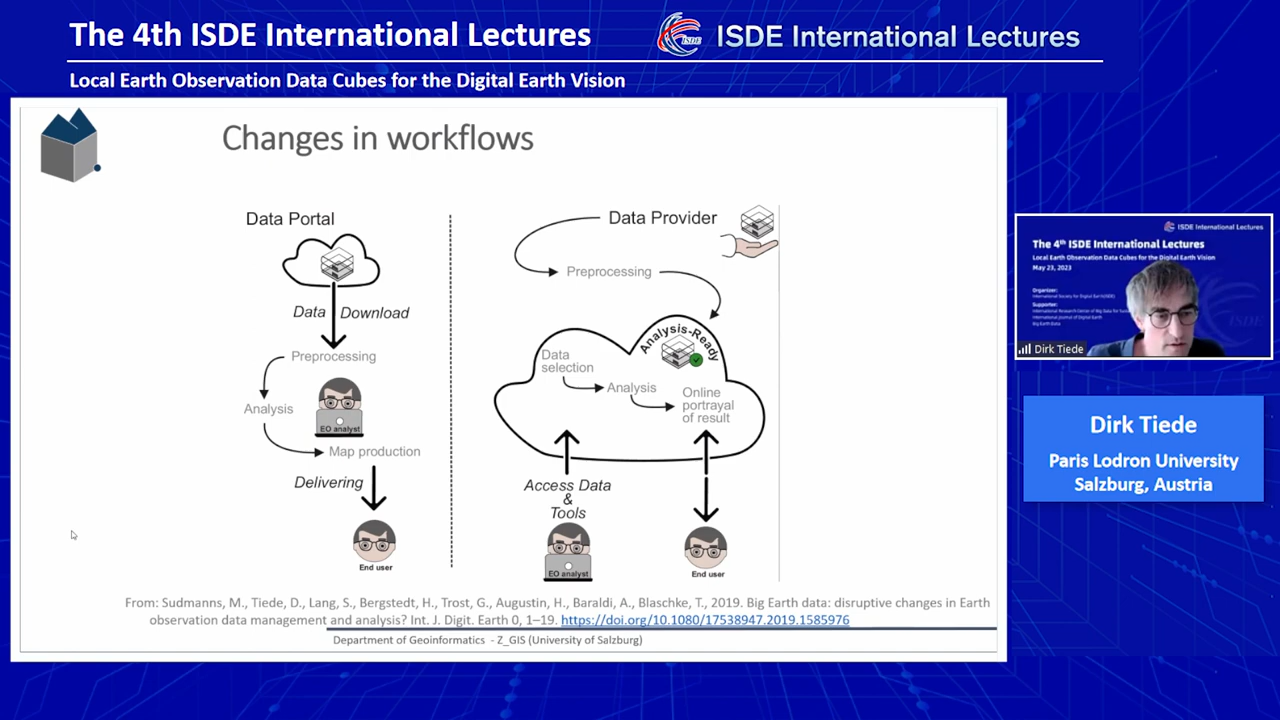 The 4th ISDE International Lectures
ISDE
ISDE International Lectures
Local Earth Observation Data Cubes for the Digital Earth Vision
Changes in workflows
Data Portal
Data Download
Preprocessing
Analysis
EO analyst
Map production
Delivering
End user
Data Provider
Preprocessing
Analysis-Ready
Data
selection
Analysis
Online
portrayal
of result
Access Data
&
Tools
EO analyst
End user
From: Sudmanns, M., Tiede, D., Lang, S., Bergstedt, H., Trost, G., Augustin, H., Baraldi, A., Blaschke, T., 2019. Big Earth data: disruptive changes in Earth
observation data management and analysis? Int. J. Digit. Earth 0, 1–19. https://doi.org/10.1080/17538947.2019.1585976
Department of Geoinformatics - Z_GIS (University of Salzburg)
ISDE International Lectures
The 4th ISDE International Lectures
Local Earth Observation Data Cubes for the Digital Earth Vision
May 23, 2023
Organizer:
International Society for Digital Earth(ISDE)
Supporter:
International Research Center of Big Data for
International Journal of Digital Earth
Big Earth Data
ISDE
Dirk Tiede
Dirk Tiede
Paris Lodron University
Salzburg, Austria